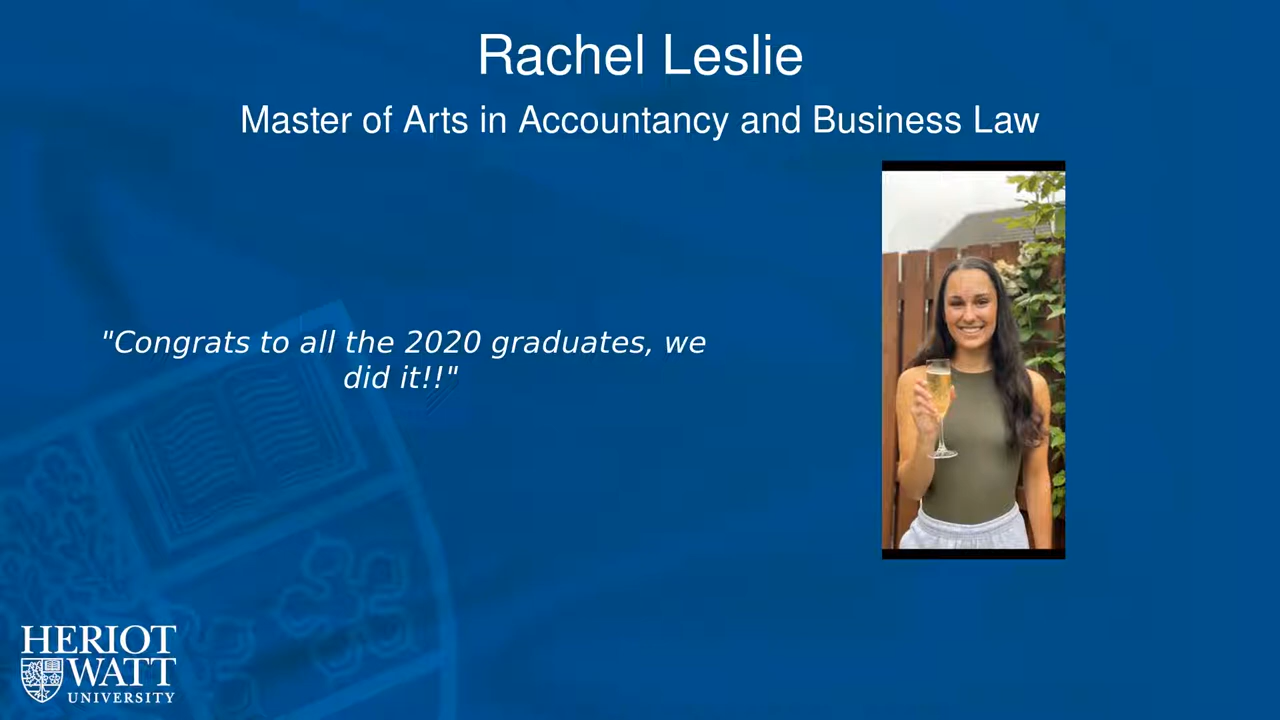 Rachel Leslie
Master of Arts in Accountancy and Business Law
"Congrats to all the 2020 graduates, we
did it!!"
HERIOT
WATT
UNIVERSITY